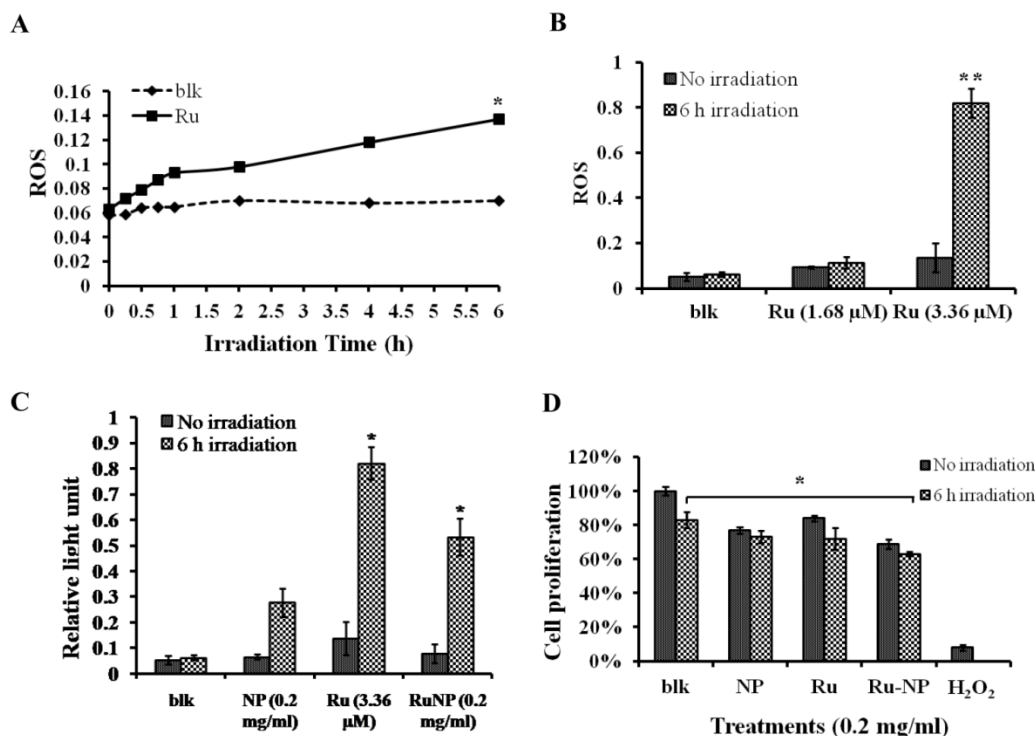 A
blk
Ru
0.16
0.14
0.12
0.1
0.08
0.06
0.04
0.02
0
*
ROS
0 0.5 1 1.5 2 2.5 3 3.5 4 4.5 5 5.5 6
Irradiation Time (h)
B
No irradiation
6 h irradiation
1
0.8
0.6
0.4
0.2
0
**
ROS
blk Ru (1.68 µM) Ru (3.36 µM)
C
No irradiation
6 h irradiation
1
0.9
0.8
0.7
0.6
0.5
0.4
0.3
0.2
0.1
0
*
*
Relative light unit
blk NP (0.2 Ru (3.36 RuNP (0.2
mg/ml) µM) mg/ml)
D
No irradiation
6 h irradiation
120%
100%
80%
60%
40%
20%
0%
*
Cell proliferation
blk NP Ru Ru-NP H₂O₂
Treatments (0.2 mg/ml)